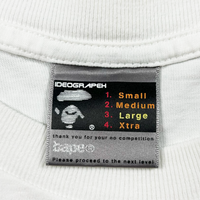 IDEOGRAPEH
1. Small
2. Medium
3. Large
4. Xtra
thank you for your no competition
bape®
Please proceed to the next level